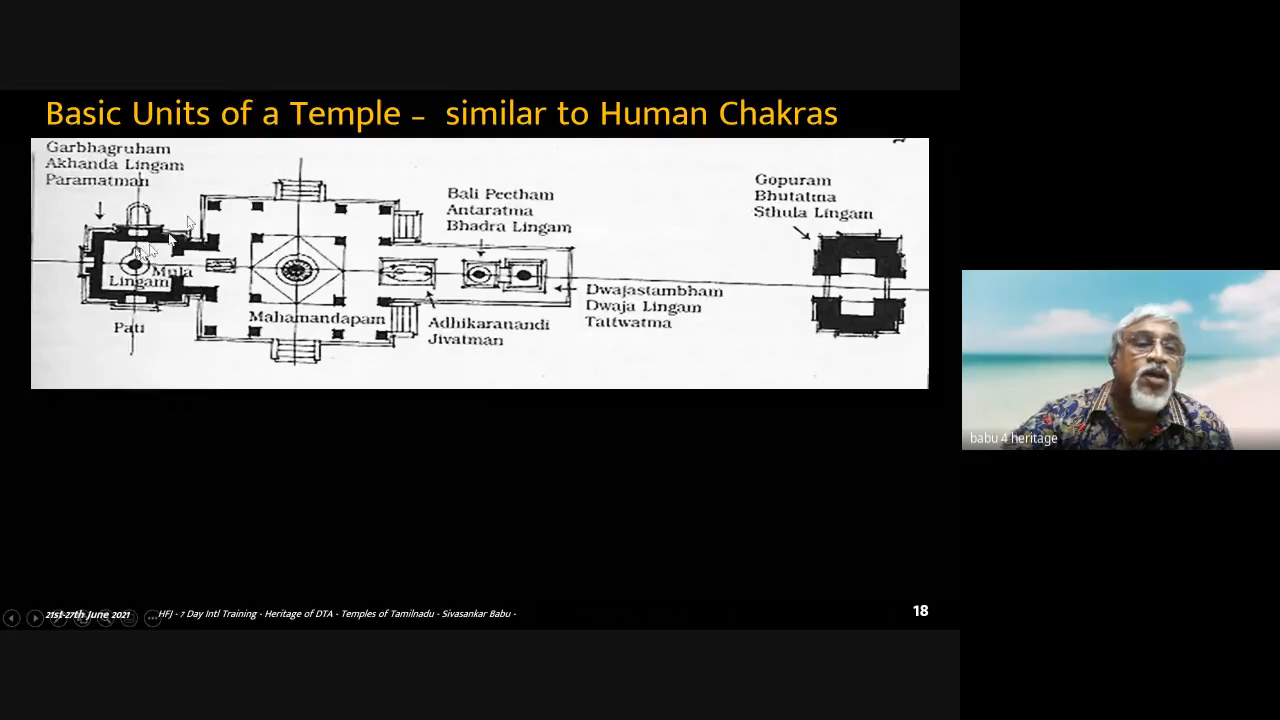 Basic Units of a Temple – similar to Human Chakras
Garbhagruham
Akhanda Lingam
Paramatman
Mula
Lingam
Pati
Mahamandapam
Bali Peetham
Antaratma
Bhadra Lingam
Adhikaranandi
Jivatman
Dwajastambham
Dwaja Lingam
Tattwatma
Gopuram
Bhutatma
Sthula Lingam
babu 4 heritage
21st-27th June 2021 HFJ - 7 Day Intl Training - Heritage of DTA - Temples of Tamilnadu - Sivasankar Babu -
18